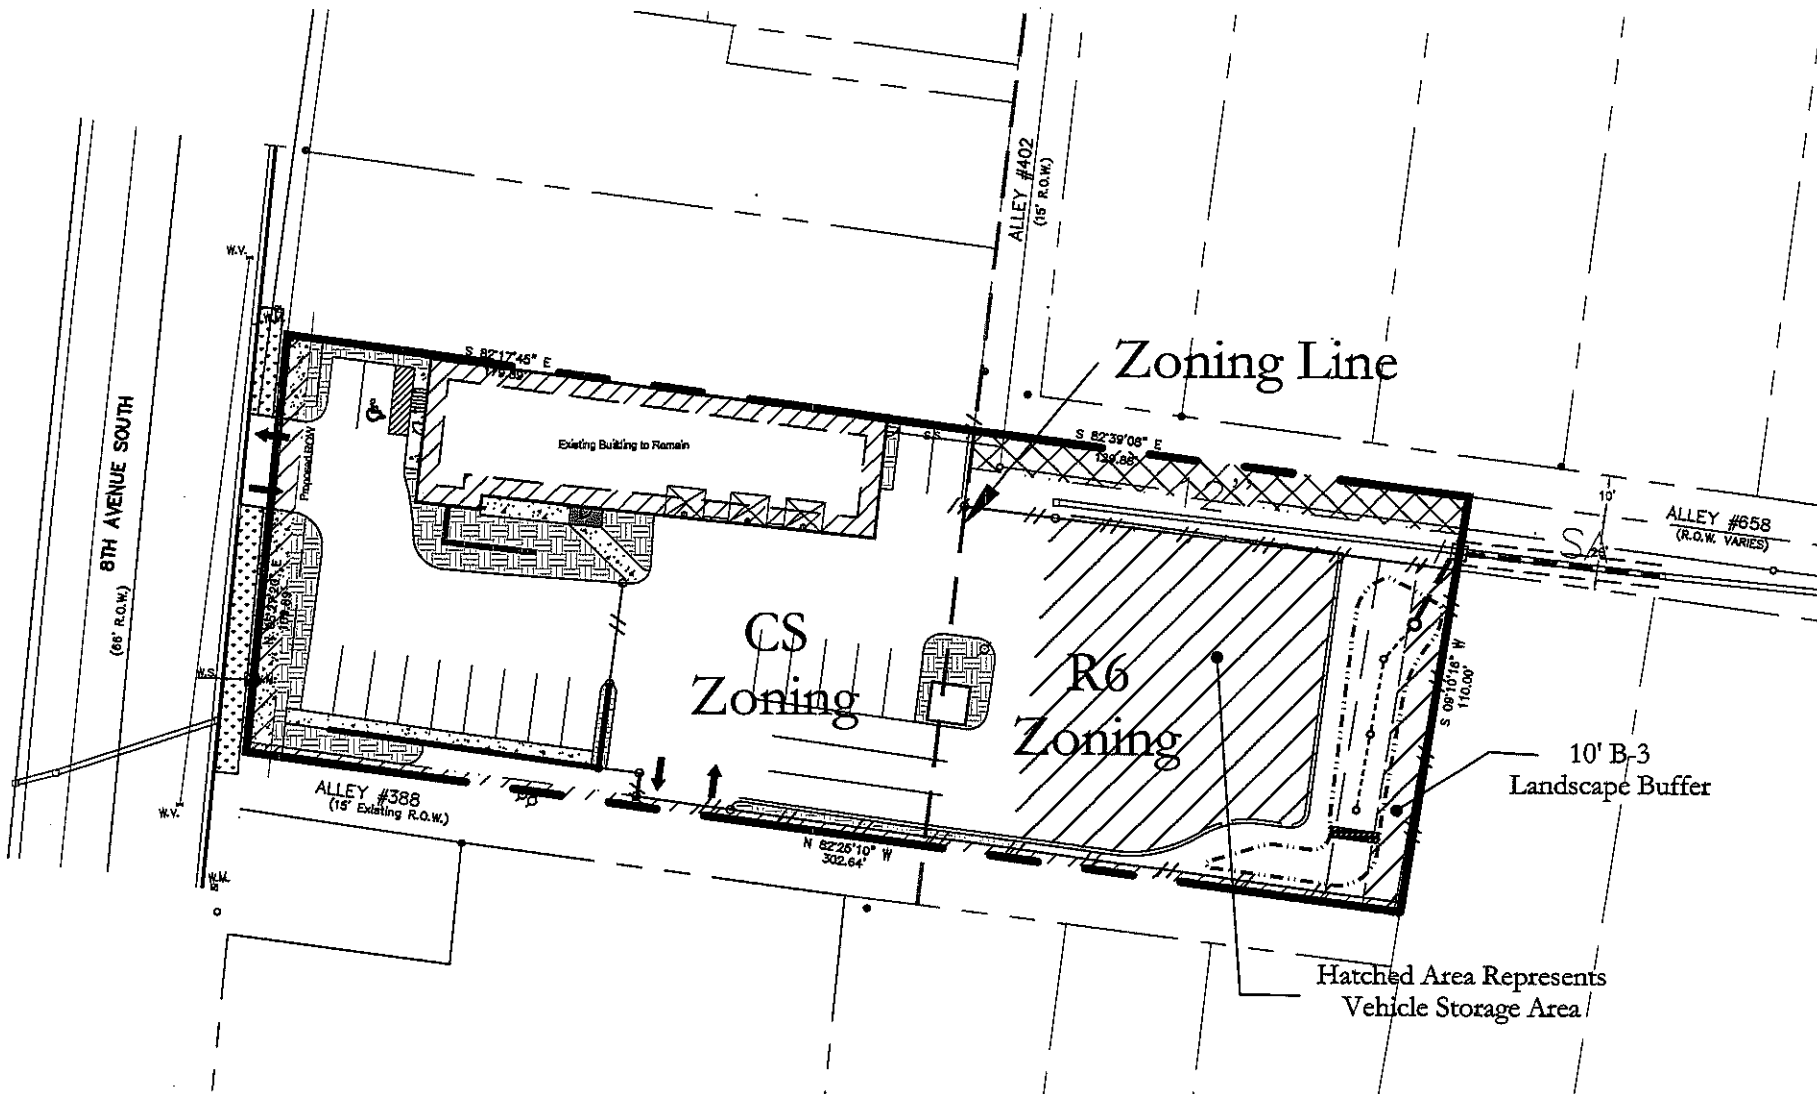 ALLEY #402
(15' R.O.W.)
W.V.
Zoning Line
S 82°17'45" E
S 82°39'08" E
129.88'
Existing Building to Remain
S.S.
Proposed ROW
8TH AVENUE SOUTH
(66' R.O.W.)
10'
ALLEY #658
(R.O.W. VARIES)
CS
Zoning
R6
Zoning
S 09°10'16" W
110.00'
W.S.
10' B-3
Landscape Buffer
ALLEY #388
(15' Existing R.O.W.)
W.V.
N 82°25'10" W
302.64'
W.M.
Hatched Area Represents
Vehicle Storage Area